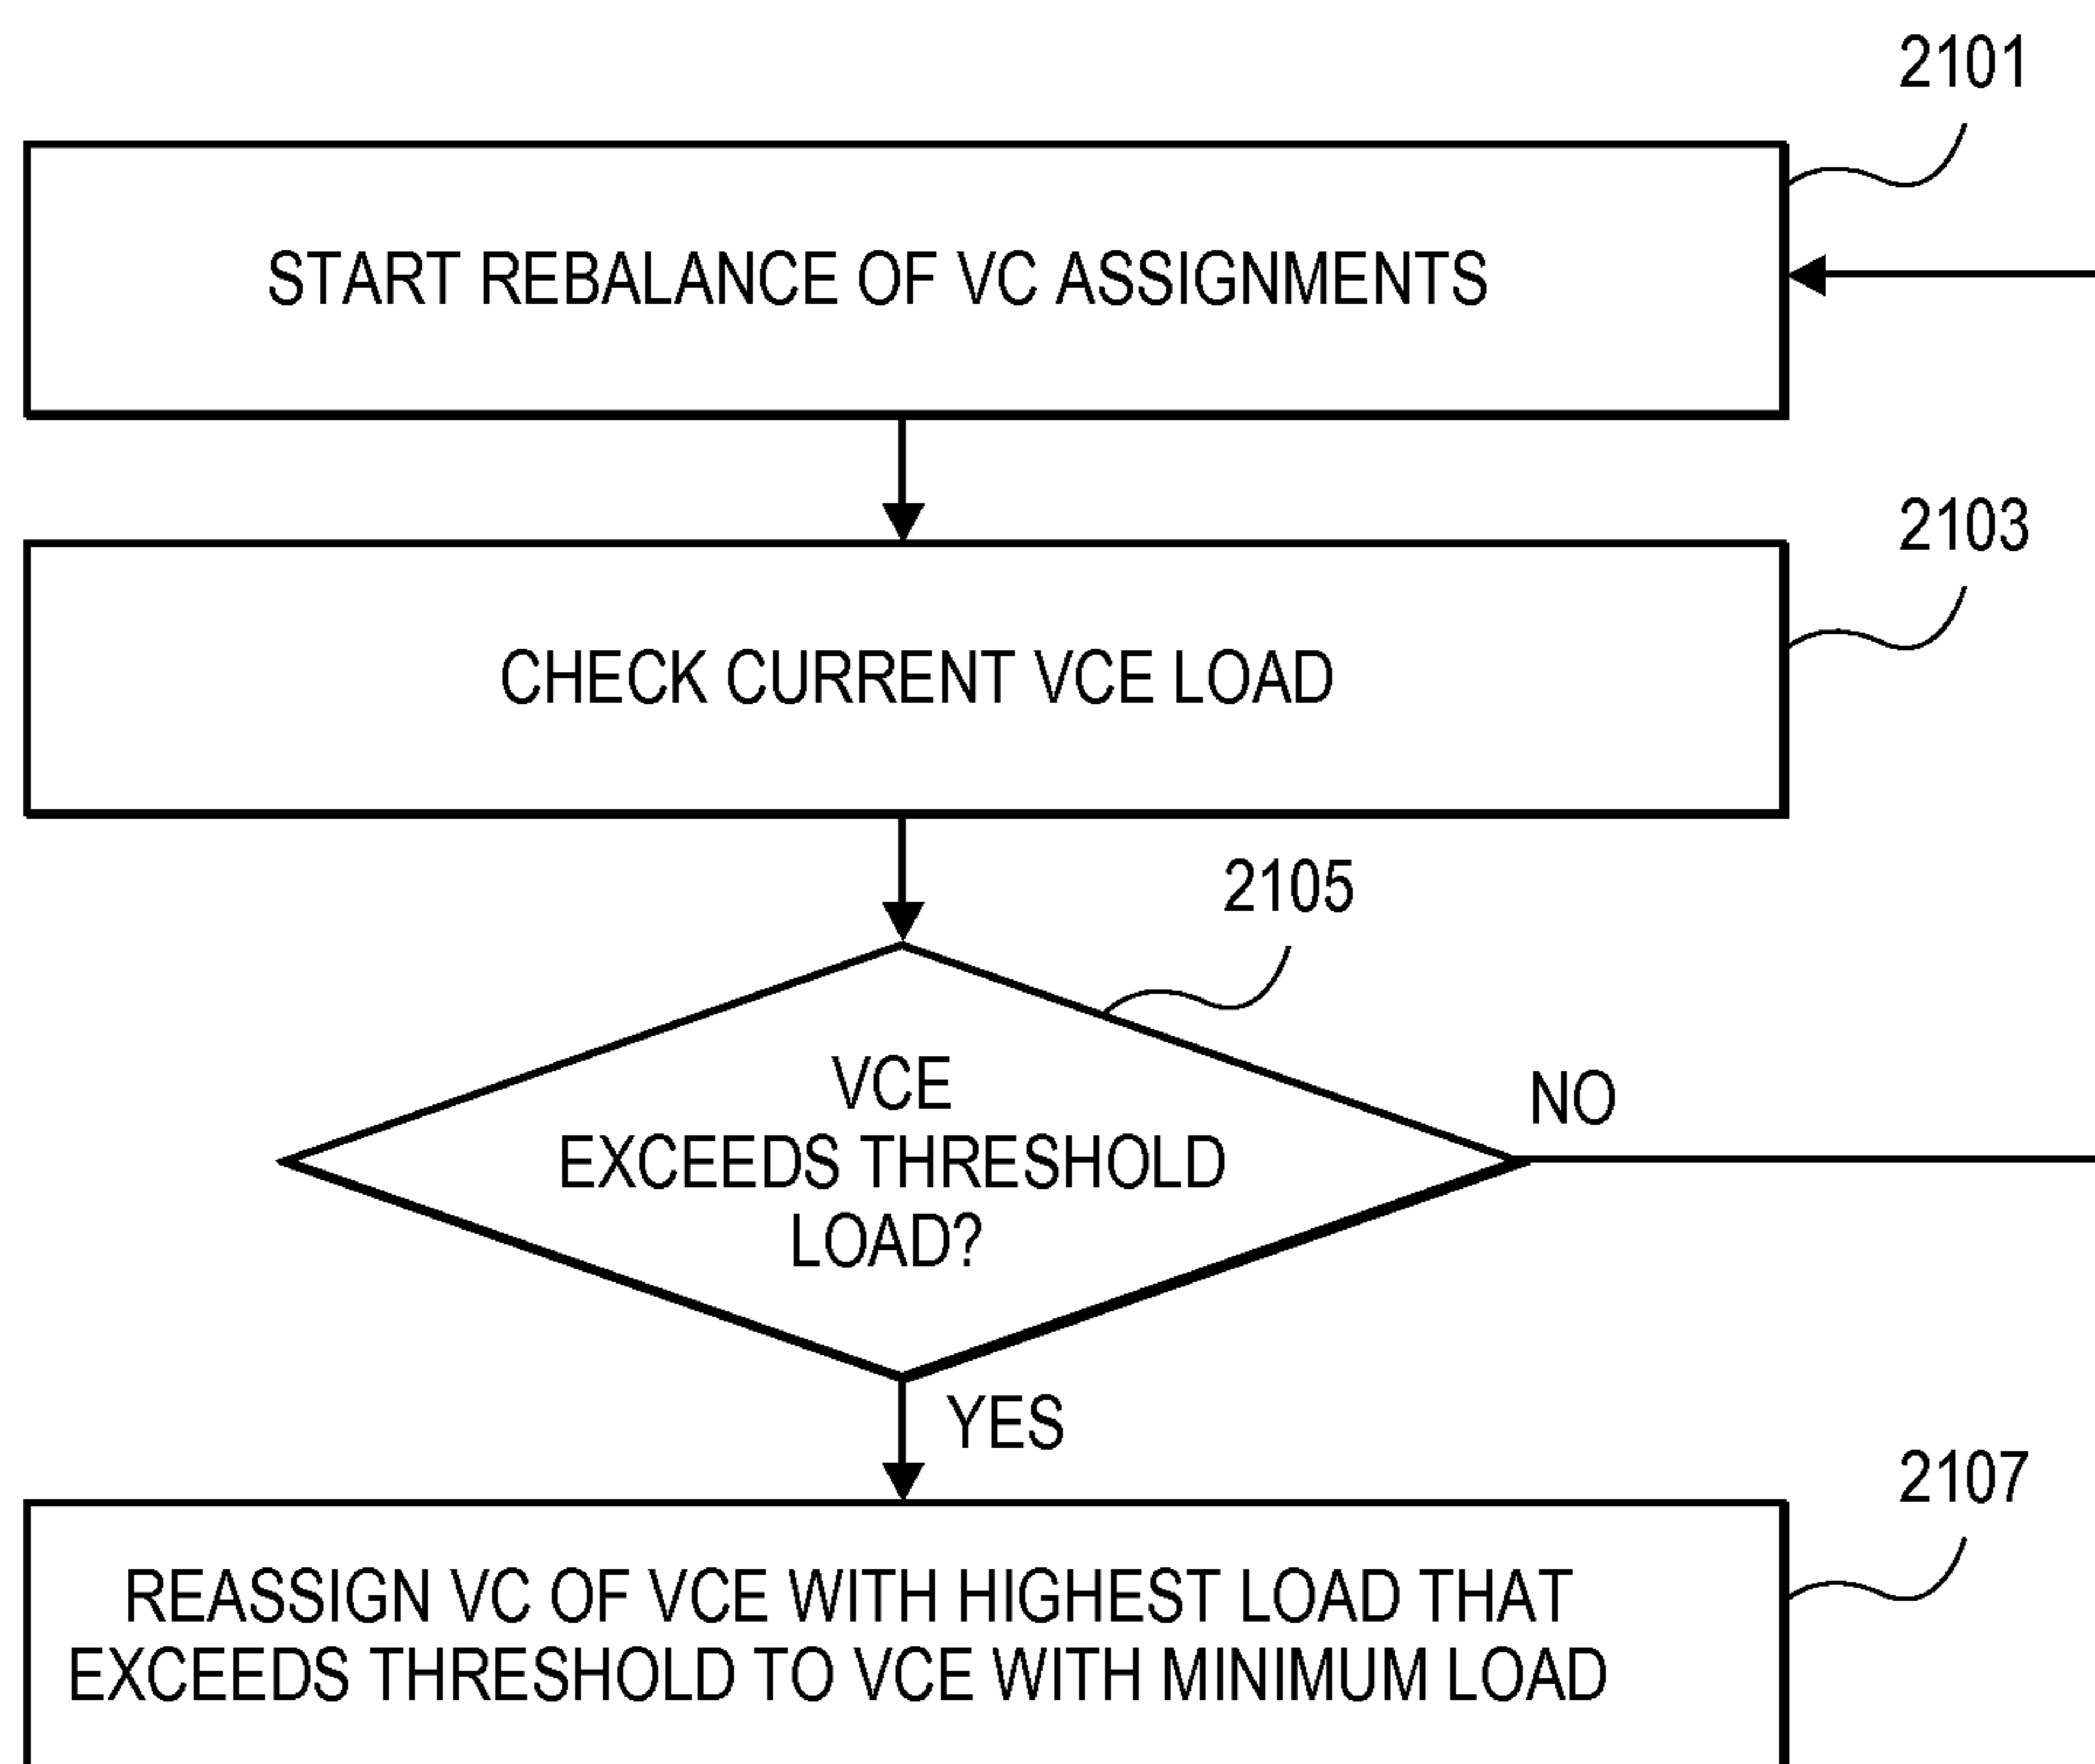 2101
START REBALANCE OF VC ASSIGNMENTS
2103
CHECK CURRENT VCE LOAD
2105
VCE
EXCEEDS THRESHOLD
LOAD?
NO
YES
2107
REASSIGN VC OF VCE WITH HIGHEST LOAD THAT
EXCEEDS THRESHOLD TO VCE WITH MINIMUM LOAD